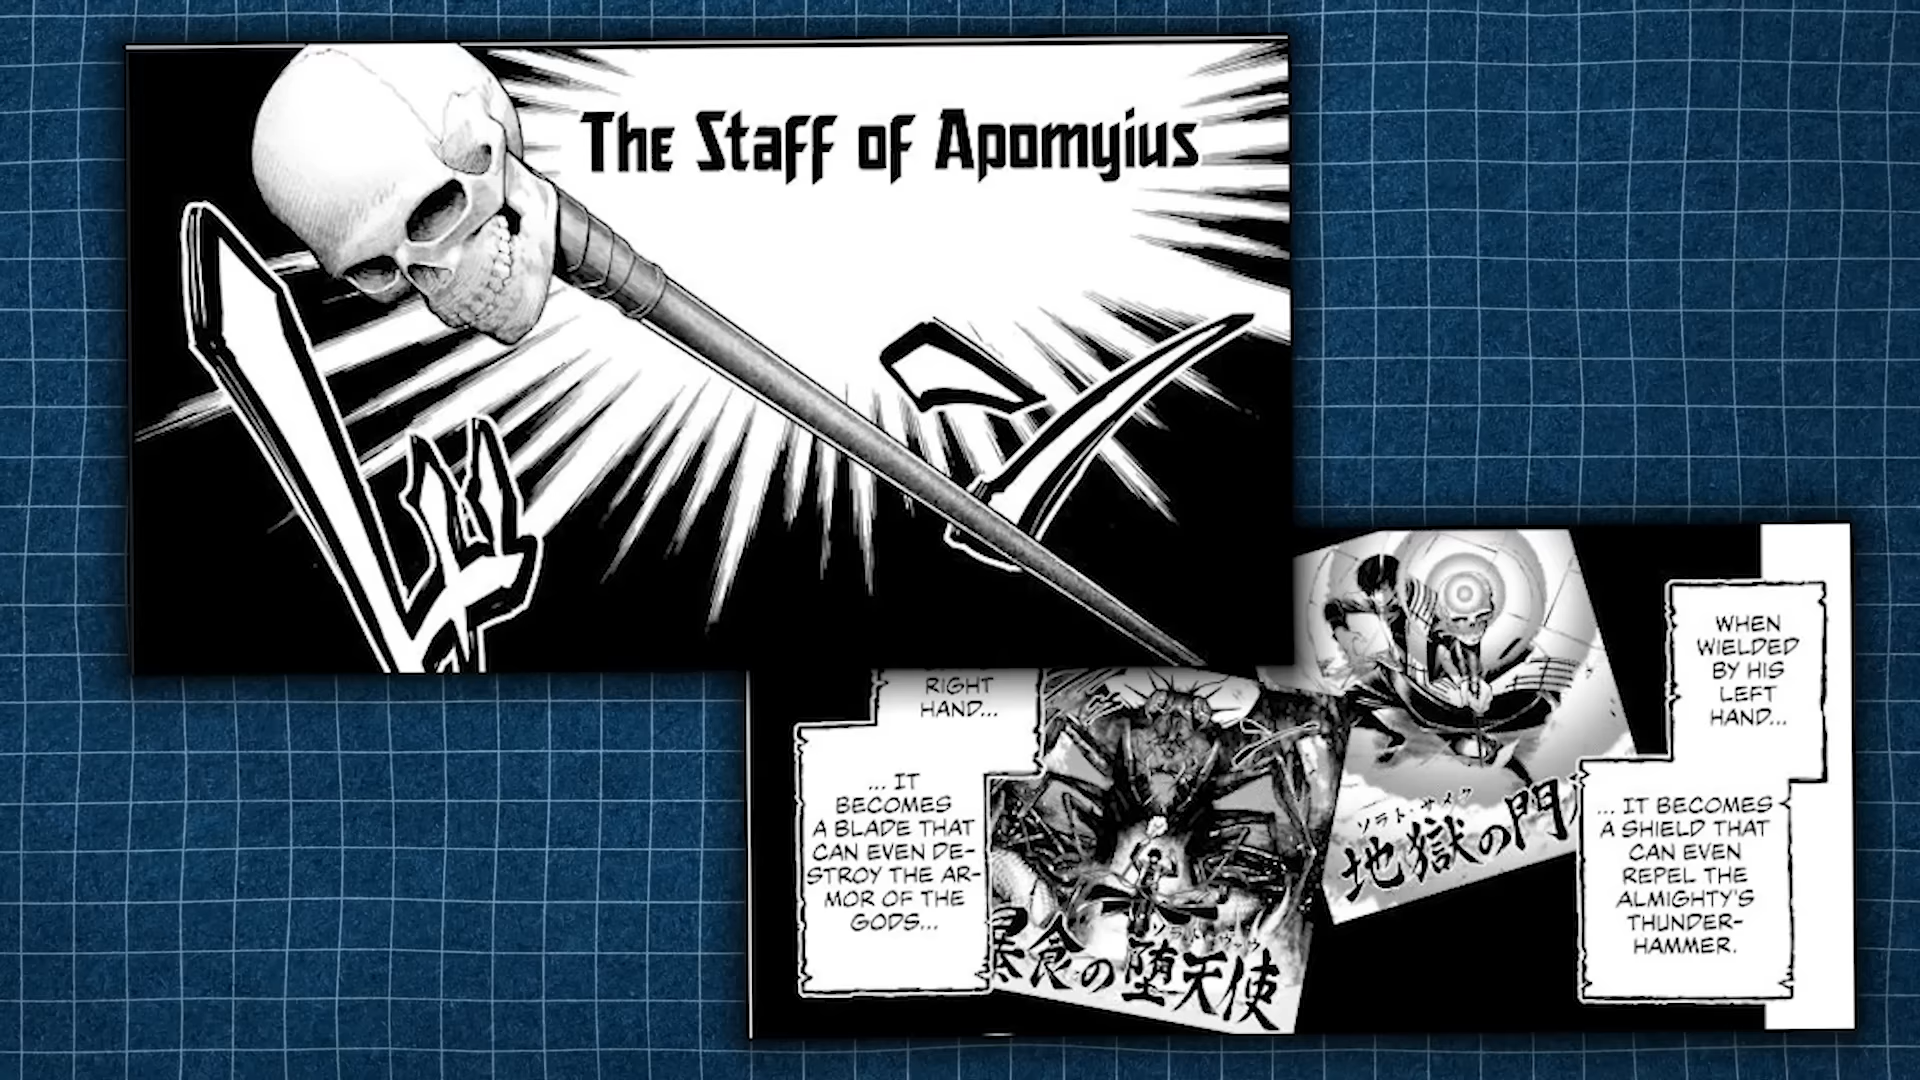 The Staff of Apomyius
RIGHT
HAND...
... IT
BECOMES
A BLADE THAT
CAN EVEN DE-
STROY THE AR-
MOR OF THE
GODS...
暴食の堕天使
ソラト・サイク
地獄の門
WHEN
WIELDED
BY HIS
LEFT
HAND...
... IT BECOMES
A SHIELD THAT
CAN EVEN
REPEL THE
ALMIGHTY'S
THUNDER-
HAMMER.